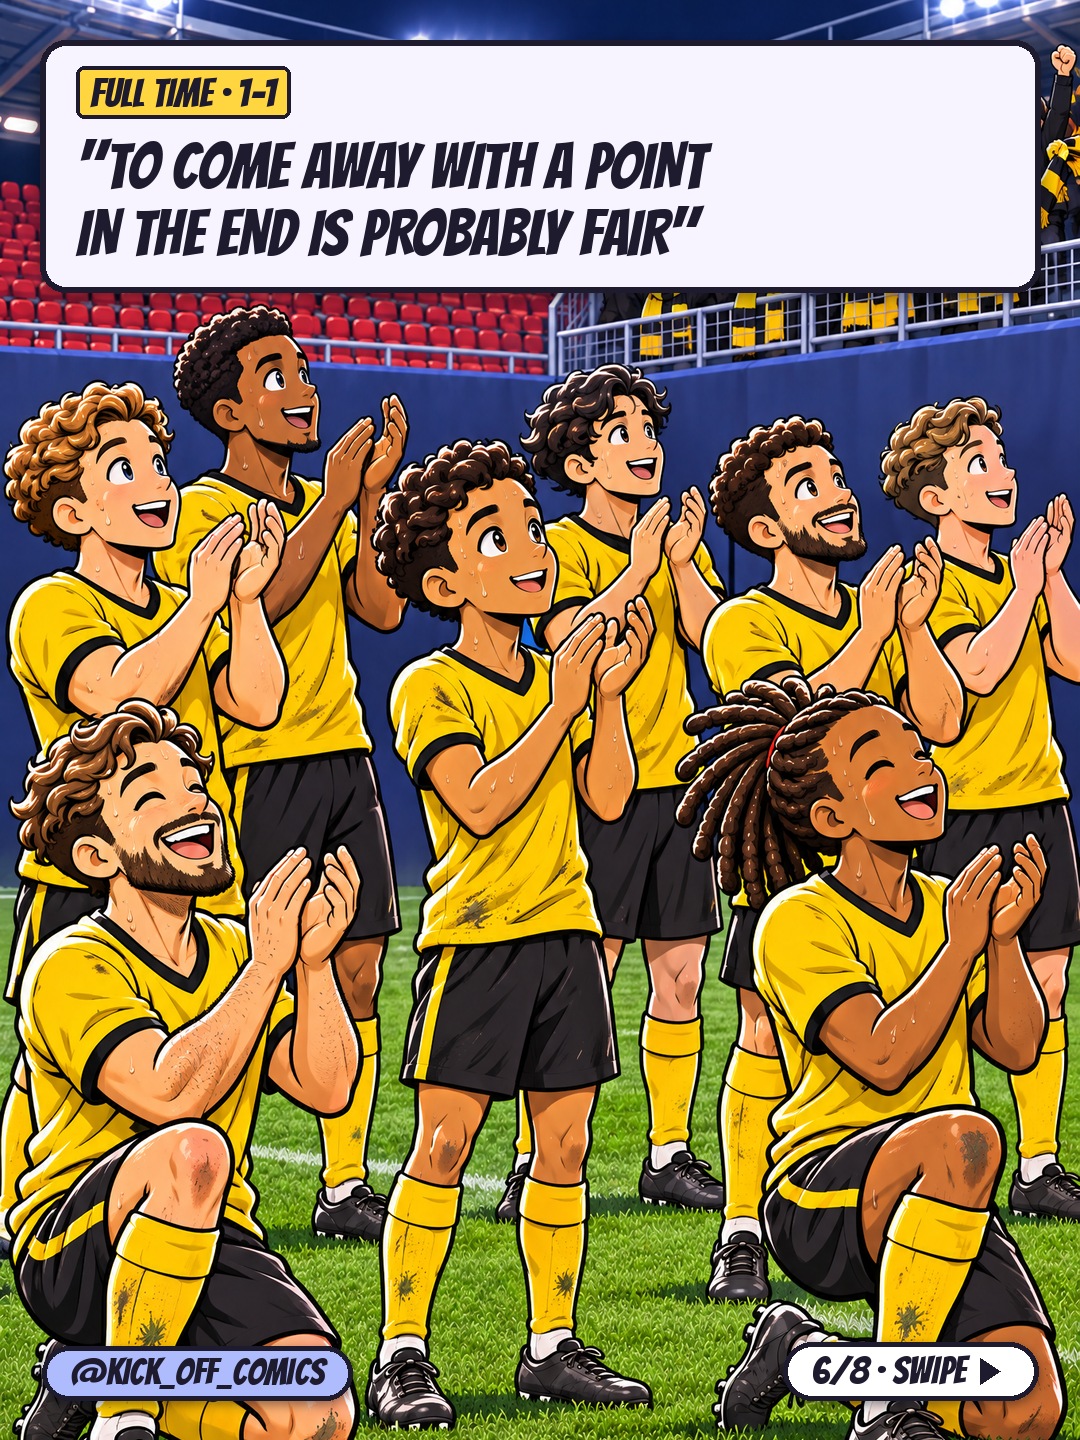 FULL TIME • 1-1
"TO COME AWAY WITH A POINT
IN THE END IS PROBABLY FAIR"
@KICK_OFF_COMICS
6/8 • SWIPE ▶